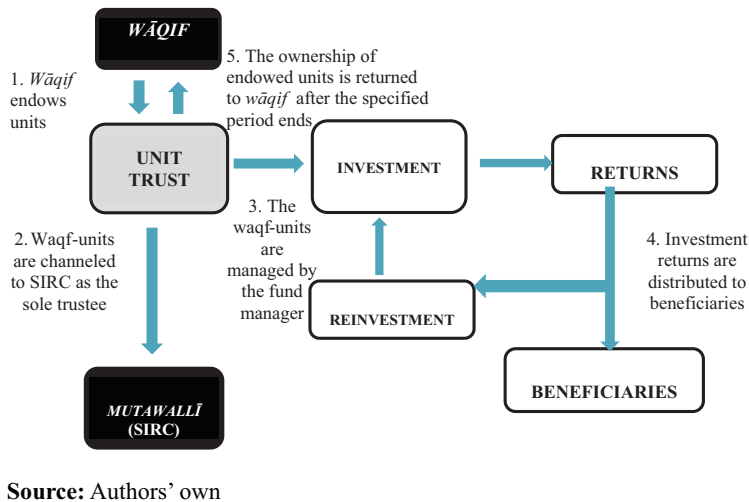 WĀQIF
1. Wāqif
endows
units
5. The ownership of
endowed units is returned
to wāqif after the specified
period ends
UNIT
TRUST
INVESTMENT
RETURNS
2. Waqf-units
are channeled
to SIRC as the
sole trustee
3. The
waqf-units
are
managed by
the fund
manager
4. Investment
returns are
distributed to
beneficiaries
REINVESTMENT
MUTAWALLĪ
(SIRC)
BENEFICIARIES
Source: Authors’ own